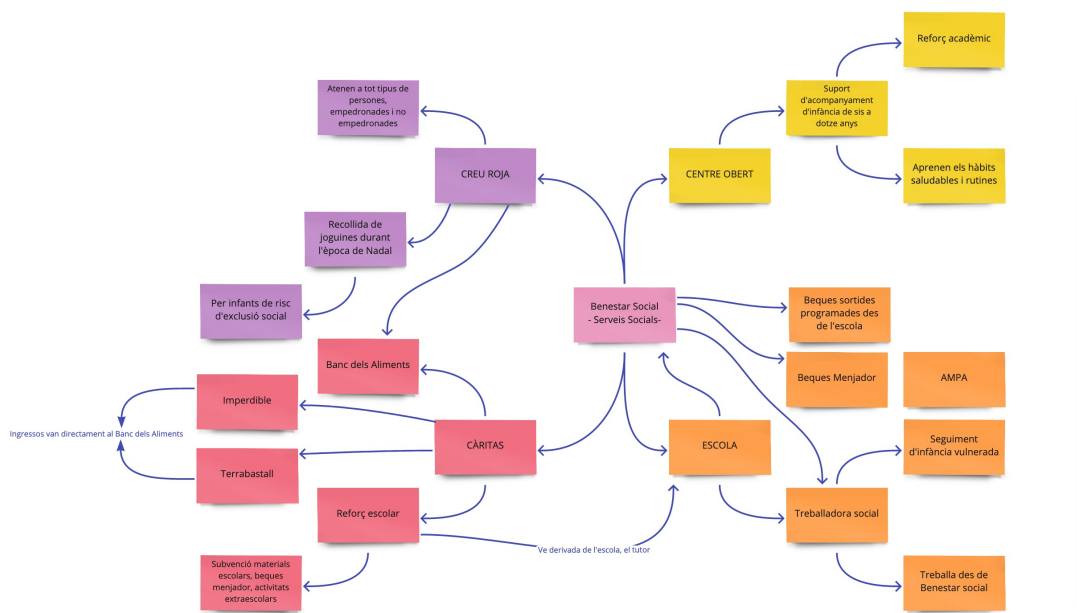 Reforç acadèmic
Atenen a tot tipus de
persones,
empedronades i no
empedronades
Suport
d'acompanyament
d'infància de sis a
dotze anys
CREU ROJA
CENTRE OBERT
Aprenen els hàbits
saludables i rutines
Recollida de
joguines durant
l'època de Nadal
Per infants de risc
d'exclusió social
Benestar Social
- Serveis Socials-
Beques sortides
programades des
de l'escola
Banc dels Aliments
Beques Menjador
AMPA
Imperdible
Ingressos van directament al Banc dels Aliments
CÀRITAS
ESCOLA
Seguiment
d'infància vulnerada
Terrabastall
Reforç escolar
Treballadora social
Ve derivada de l'escola, el tutor
Subvenció materials
escolars, beques
menjador, activitats
extraescolars
Treballa des de
Benestar social